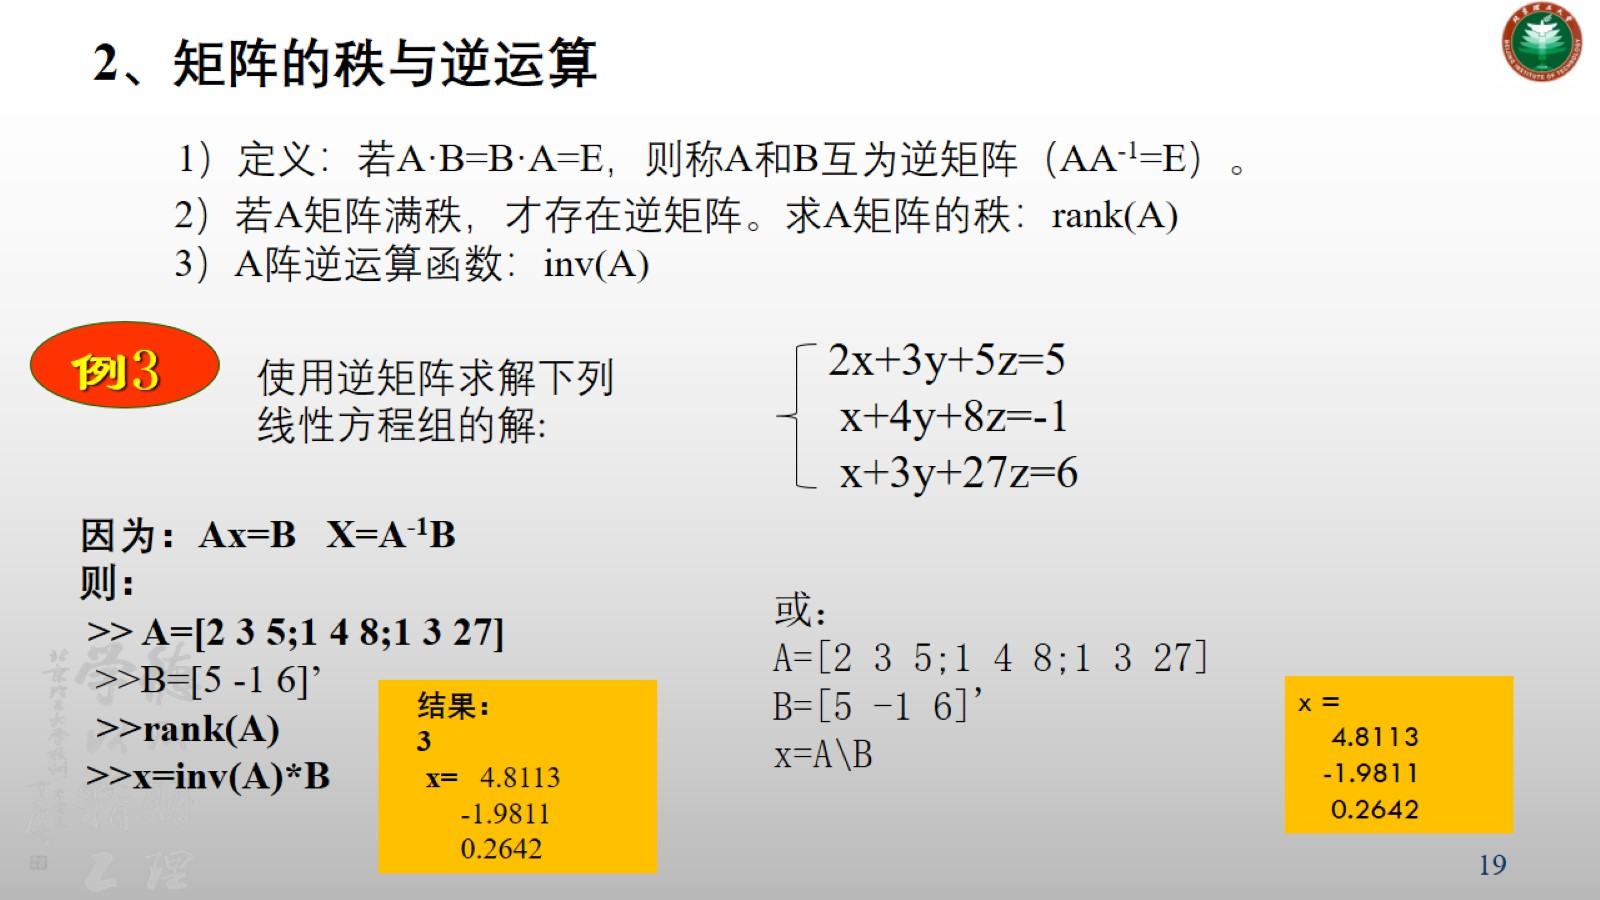 2、矩阵的秩与逆运算
1）定义：若A·B=B·A=E，则称A和B互为逆矩阵（AA-1=E）。
2）若A矩阵满秩，才存在逆矩阵。求A矩阵的秩：rank(A)
3）A阵逆运算函数：inv(A)
例3
使用逆矩阵求解下列
线性方程组的解:
2x+3y+5z=5
x+4y+8z=-1
x+3y+27z=6
因为：Ax=B X=A-1B
则：
>> A=[2 3 5;1 4 8;1 3 27]
>>B=[5 -1 6]’
>>rank(A)
>>x=inv(A)*B
结果：
3
x= 4.8113
-1.9811
0.2642
或：
A=[2 3 5;1 4 8;1 3 27]
B=[5 -1 6]’
x=A\B
x =
4.8113
-1.9811
0.2642
19